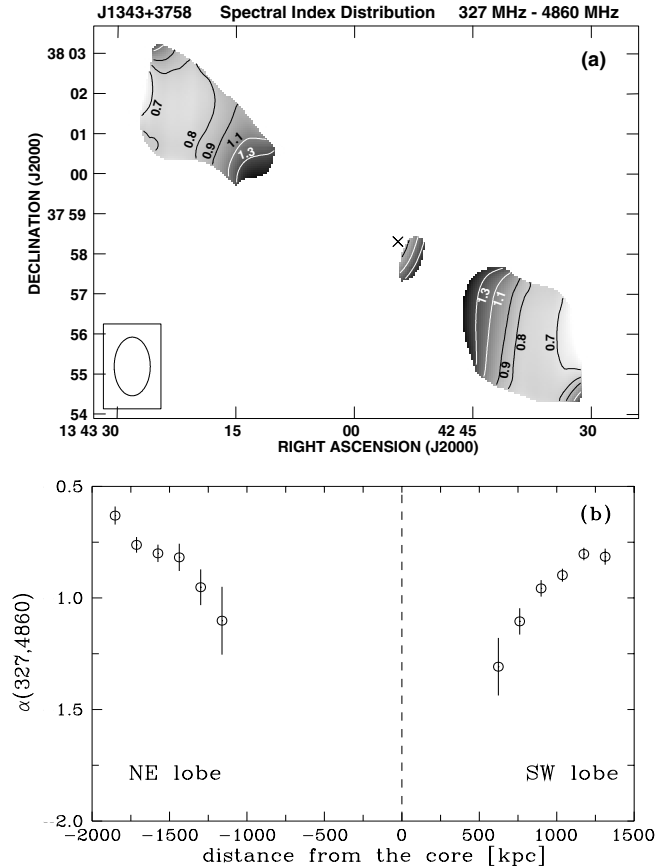 J1343+3758 Spectral Index Distribution 327 MHz - 4860 MHz
(a)
DECLINATION (J2000)
38 03
02
01
00
37 59
58
57
56
55
54
0.7
0.8
0.9
1.1
1.3
1.3
1.1
0.9
0.8
0.7
13 43 30 15 00 42 45 30
RIGHT ASCENSION (J2000)
(b)
α(327,4860)
0.5
1.0
1.5
2.0
NE lobe SW lobe
−2000 −1500 −1000 −500 0 500 1000 1500
distance from the core [kpc]